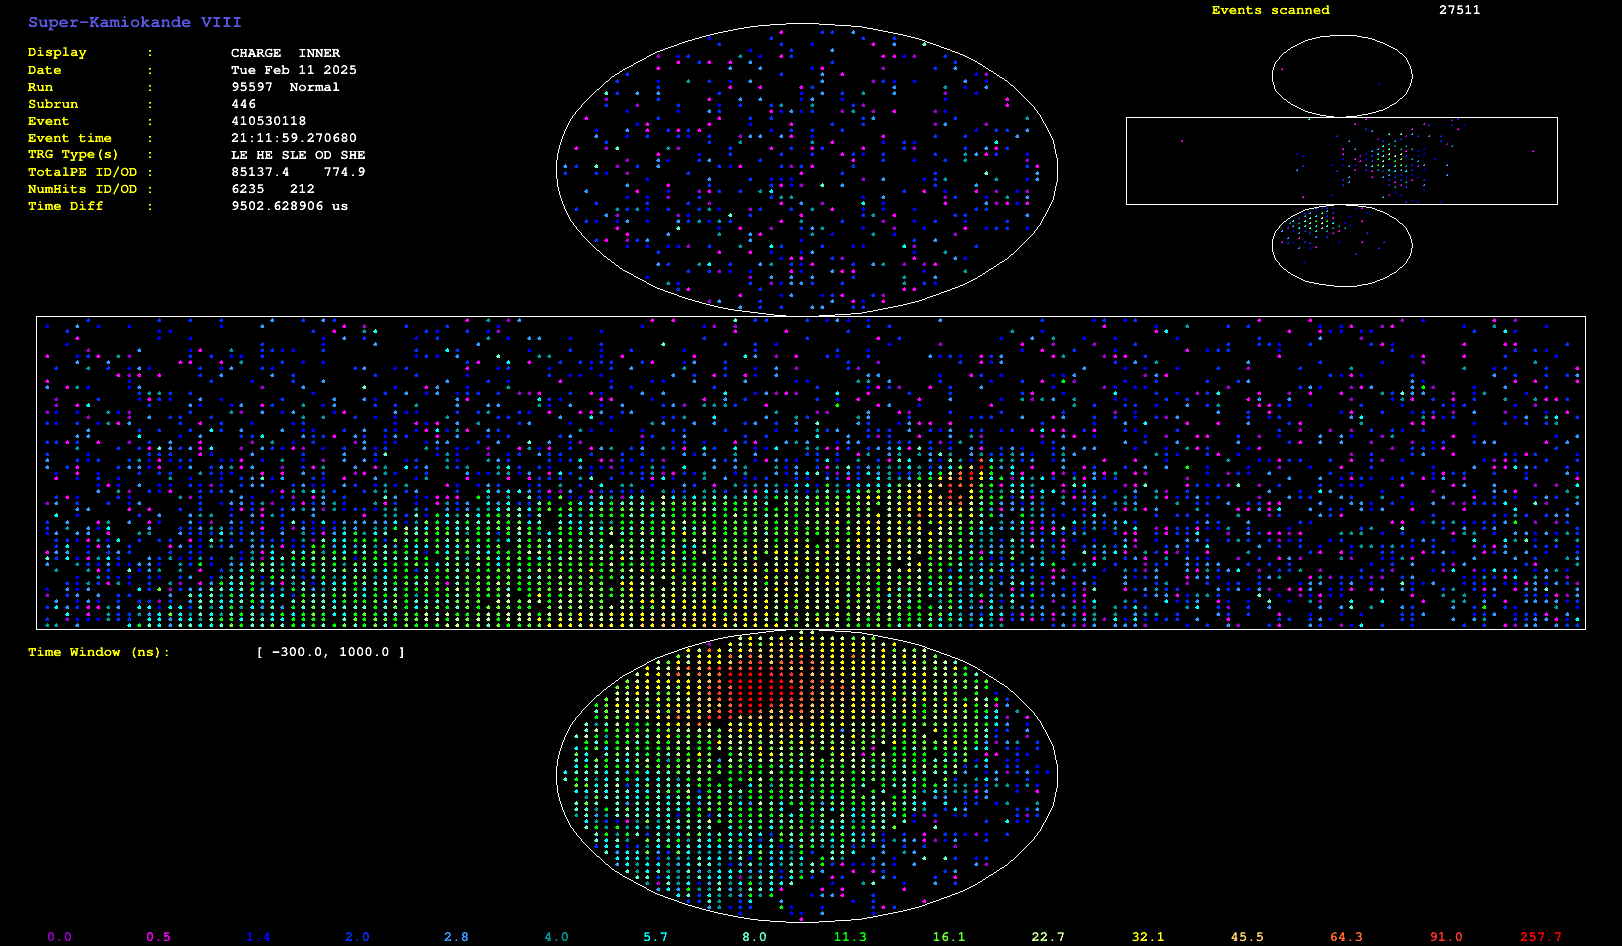 Super-Kamiokande VIII
Events scanned 27511
Display : CHARGE INNER
Date : Tue Feb 11 2025
Run : 95597 Normal
Subrun : 446
Event : 410530118
Event time : 21:11:59.270680
TRG Type(s) : LE HE SLE OD SHE
TotalPE ID/OD : 85137.4 774.9
NumHits ID/OD : 6235 212
Time Diff : 9502.628906 us
Time Window (ns): [ -300.0, 1000.0 ]
0.0 0.5 1.4 2.0 2.8 4.0 5.7 8.0 11.3 16.1 22.7 32.1 45.5 64.3 91.0 257.7